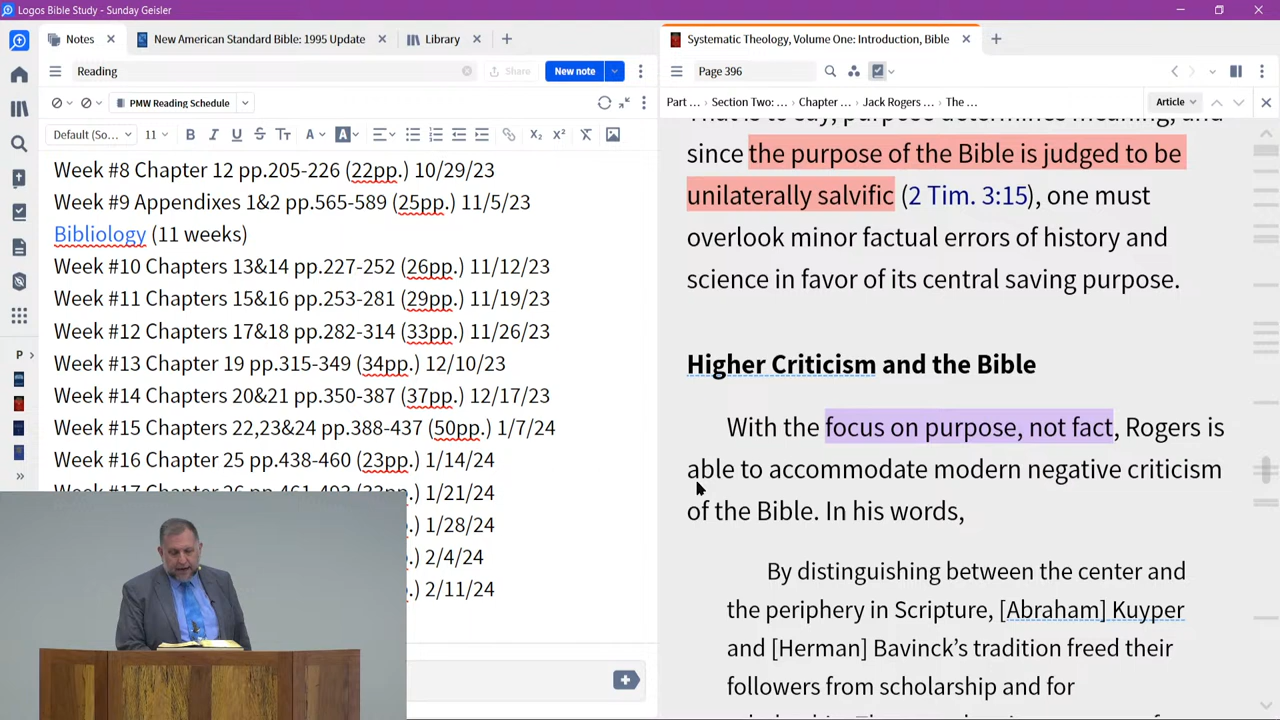 Logos Bible Study - Sunday Geisler
Notes
New American Standard Bible: 1995 Update
Library
Reading
Share
New note
PMW Reading Schedule
Default (So...
11
Week #8 Chapter 12 pp.205-226 (22pp.) 10/29/23
Week #9 Appendixes 1&2 pp.565-589 (25pp.) 11/5/23
Bibliology (11 weeks)
Week #10 Chapters 13&14 pp.227-252 (26pp.) 11/12/23
Week #11 Chapters 15&16 pp.253-281 (29pp.) 11/19/23
Week #12 Chapters 17&18 pp.282-314 (33pp.) 11/26/23
Week #13 Chapter 19 pp.315-349 (34pp.) 12/10/23
Week #14 Chapters 20&21 pp.350-387 (37pp.) 12/17/23
Week #15 Chapters 22,23&24 pp.388-437 (50pp.) 1/7/24
Week #16 Chapter 25 pp.438-460 (23pp.) 1/14/24
1/21/24
.) 1/28/24
.) 2/4/24
.) 2/11/24
P
Systematic Theology, Volume One: Introduction, Bible
Page 396
Part ... › Section Two: ... › Chapter ... › Jack Rogers ... › The ...
Article
since the purpose of the Bible is judged to be
unilaterally salvific (2 Tim. 3:15), one must
overlook minor factual errors of history and
science in favor of its central saving purpose.
Higher Criticism and the Bible
With the focus on purpose, not fact, Rogers is
able to accommodate modern negative criticism
of the Bible. In his words,
By distinguishing between the center and
the periphery in Scripture, [Abraham] Kuyper
and [Herman] Bavinck’s tradition freed their
followers from scholarship and for